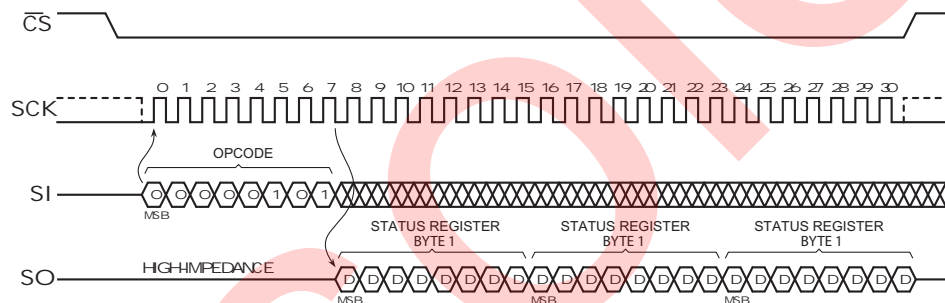 CS
SCK
0 1 2 3 4 5 6 7 8 9 10 11 12 13 14 15 16 17 18 19 20 21 22 23 24 25 26 27 28 29 30
OPCODE
SI
0 0 0 0 0 1 0 1
MSB
STATUS REGISTER
BYTE 1
STATUS REGISTER
BYTE 1
STATUS REGISTER
BYTE 1
SO
HIGH-IMPEDANCE
D D D D D D D D D D D D D D D D D D D D D D D D
MSB
MSB
MSB